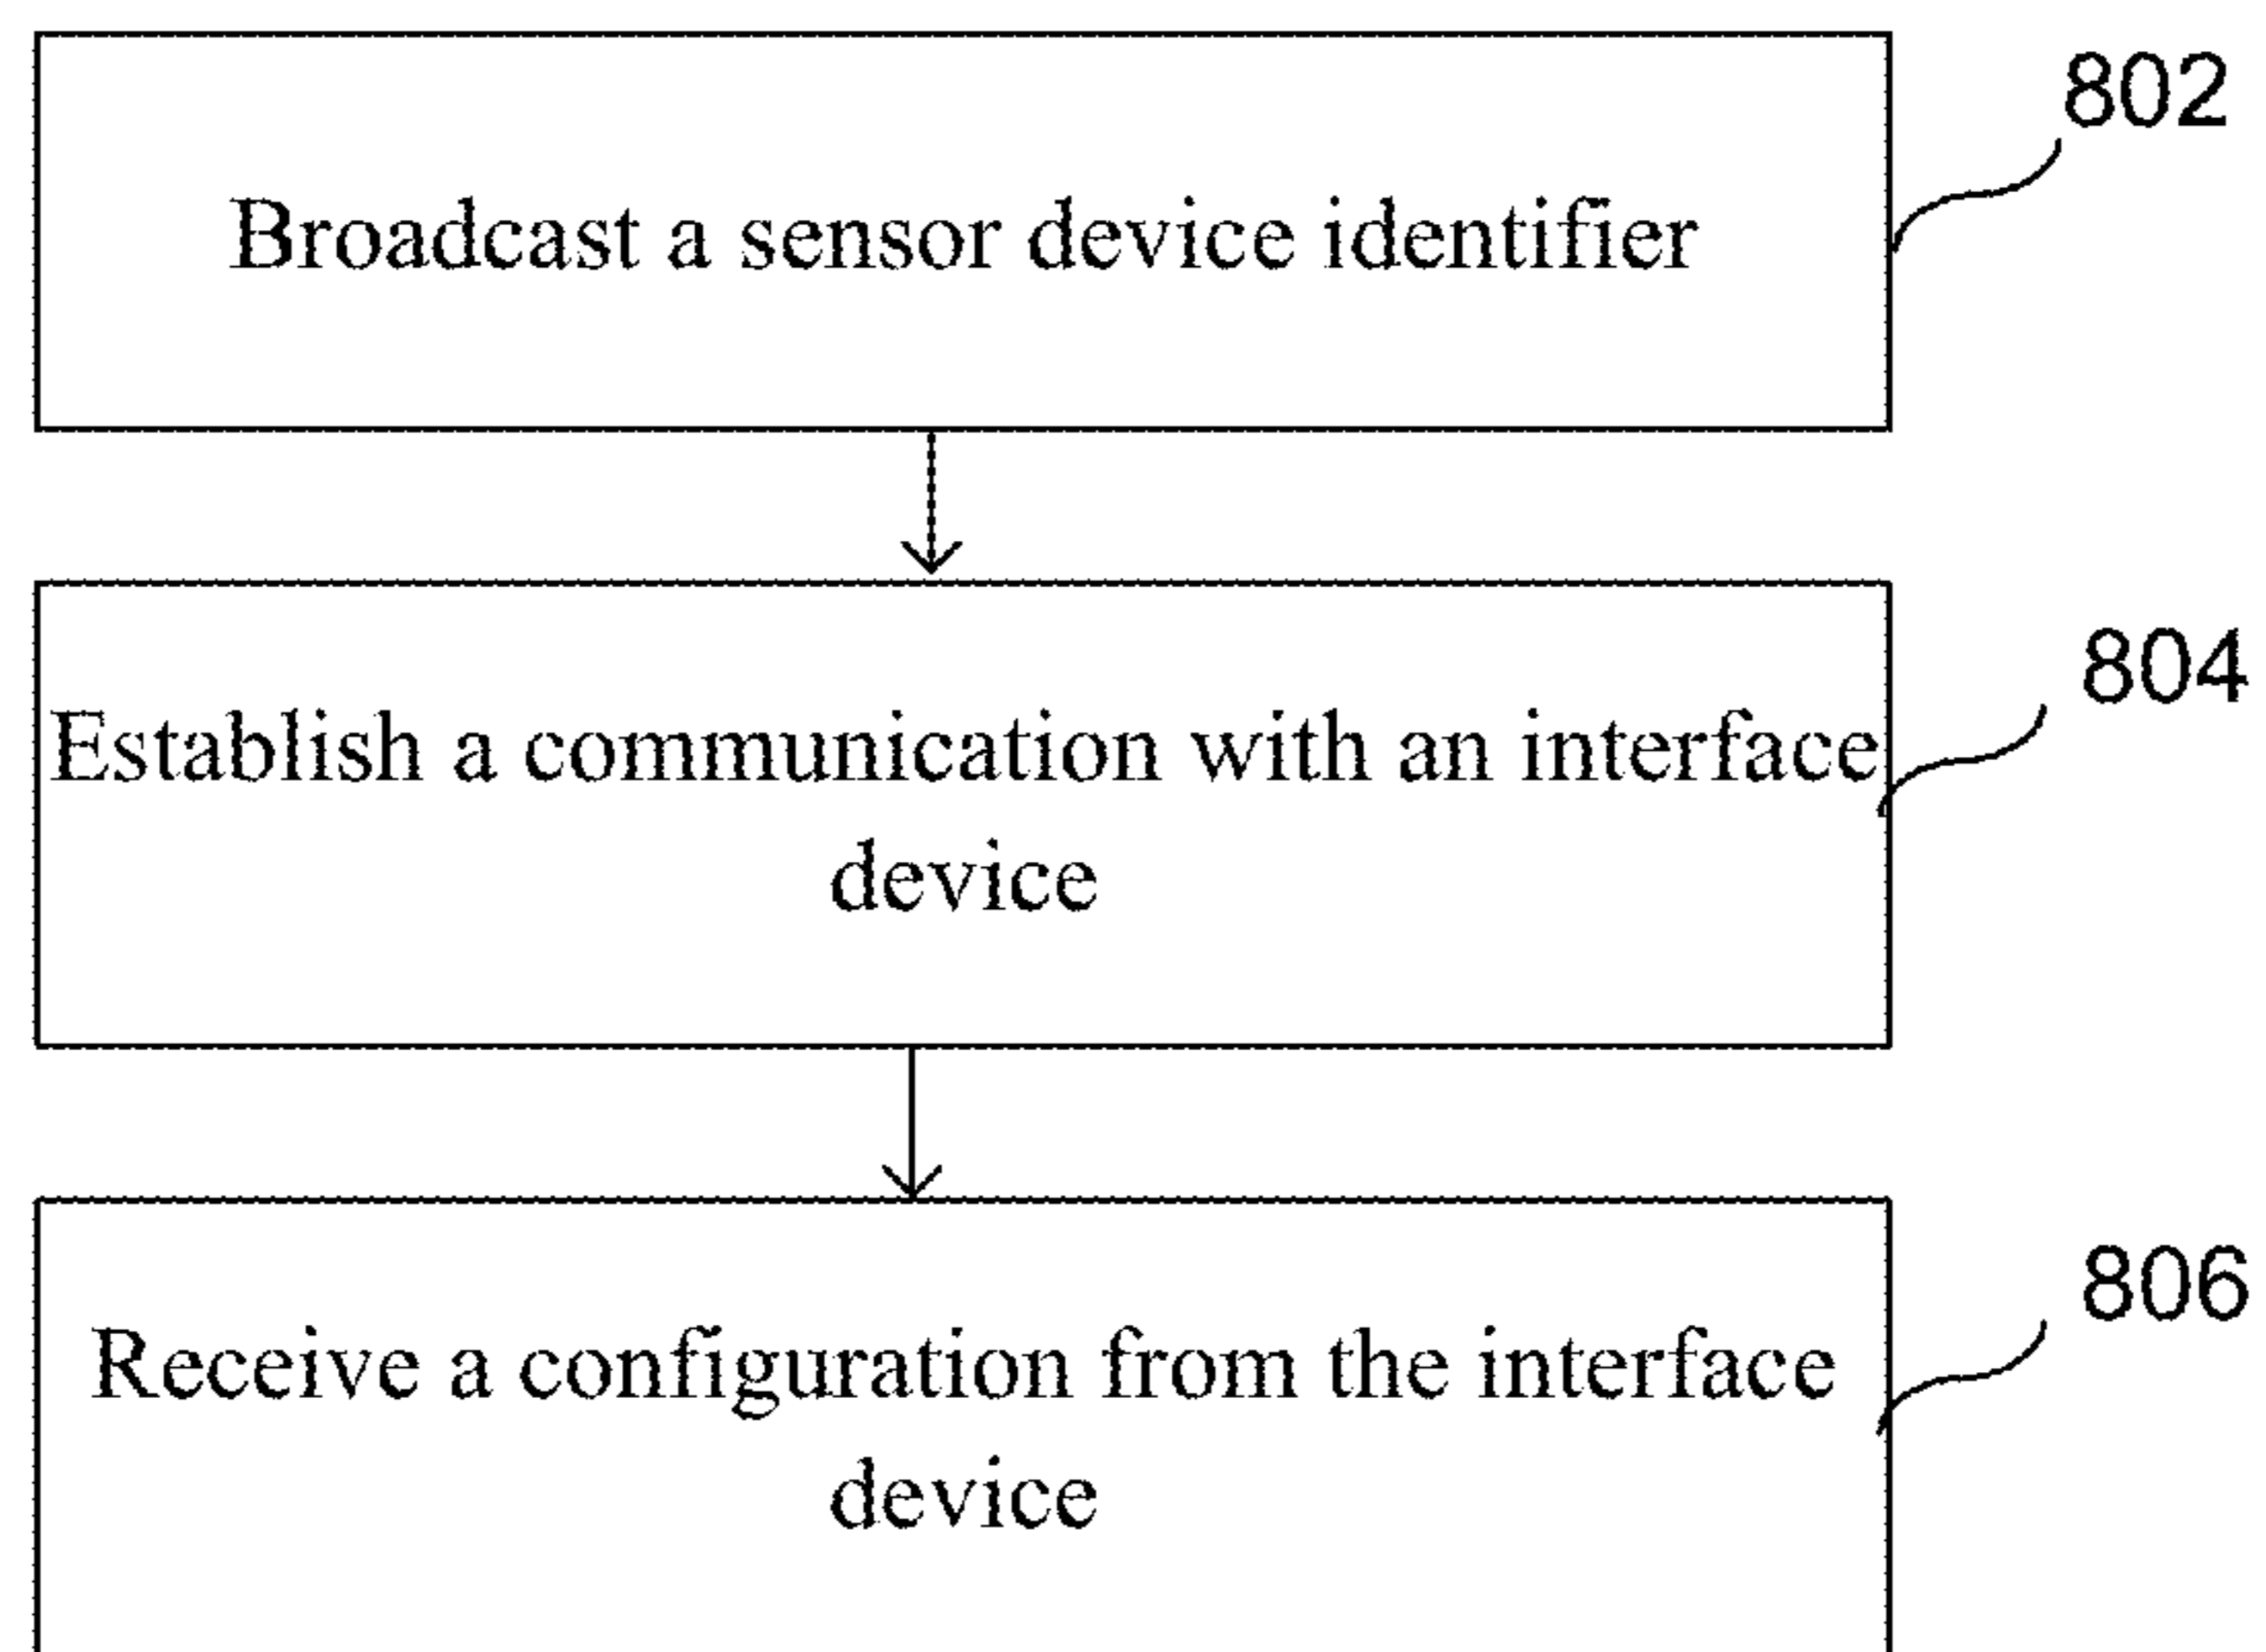 802
Broadcast a sensor device identifier
804
Establish a communication with an interface
device
806
Receive a configuration from the interface
device